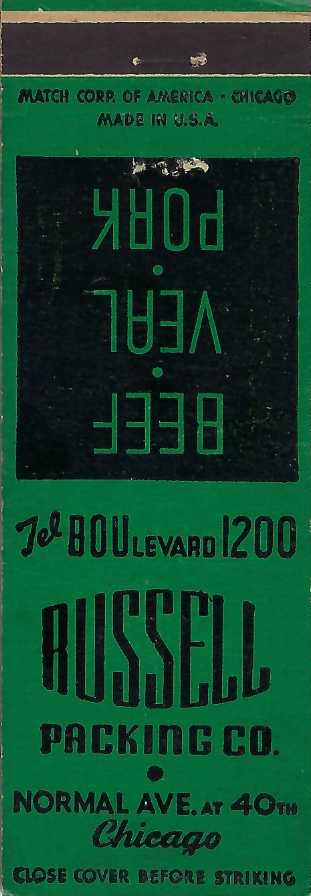 MATCH CORP. OF AMERICA · CHICAGO
MADE IN U.S.A.
BEEF
•
VEAL
•
PORK
Tel BOULEVARD 1200
RUSSELL
PACKING CO.
•
NORMAL AVE. AT 40TH
Chicago
CLOSE COVER BEFORE STRIKING